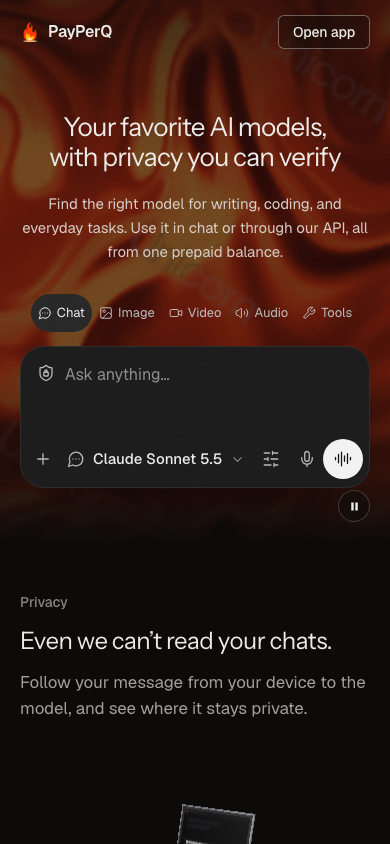 PayPerQ
Open app
Your favorite AI models,
with privacy you can verify
Find the right model for writing, coding, and
everyday tasks. Use it in chat or through our API, all
from one prepaid balance.
Chat
Image
Video
Audio
Tools
Ask anything...
Claude Sonnet 5.5
Privacy
Even we can’t read your chats.
Follow your message from your device to the
model, and see where it stays private.